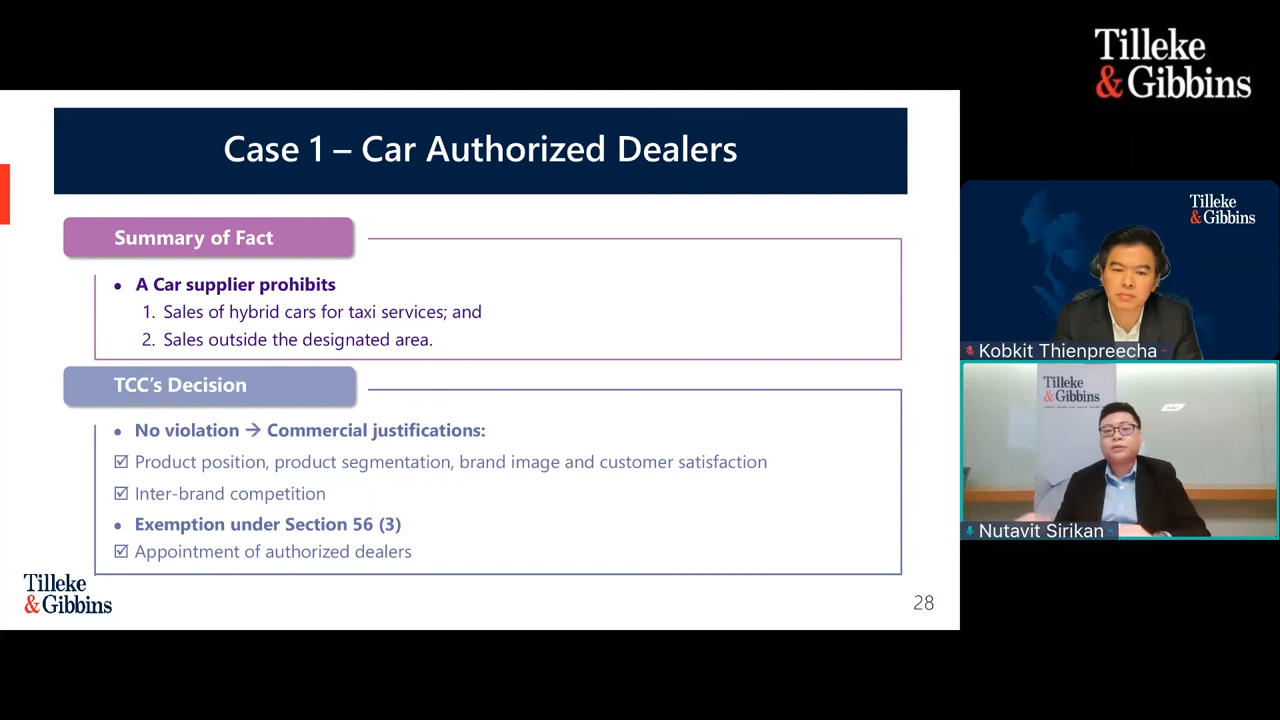 Tilleke
& Gibbins
Case 1 – Car Authorized Dealers
Summary of Fact
• A Car supplier prohibits
1. Sales of hybrid cars for taxi services; and
2. Sales outside the designated area.
TCC's Decision
• No violation → Commercial justifications:
☑ Product position, product segmentation, brand image and customer satisfaction
☑ Inter-brand competition
• Exemption under Section 56 (3)
☑ Appointment of authorized dealers
Tilleke
& Gibbins
28
Tilleke
& Gibbins
Kobkit Thienpreecha
Tilleke
& Gibbins
Nutavit Sirikan